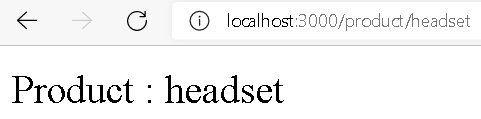 localhost:3000/product/headset
Product : headset